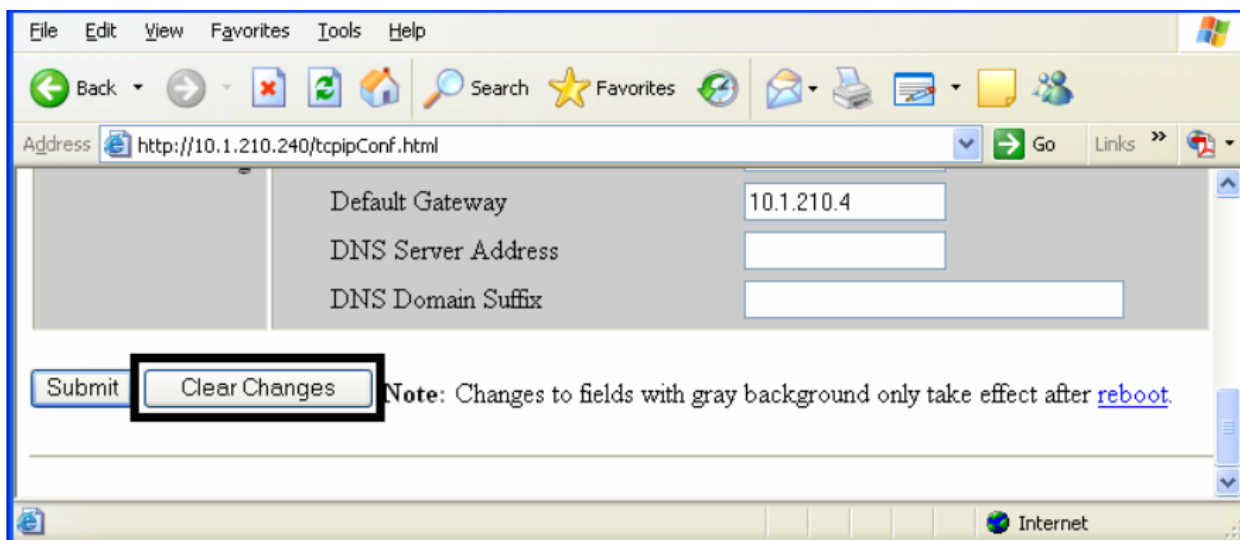 File Edit View Favorites Tools Help
Back Search Favorites
Address http://10.1.210.240/tcpipConf.html Go Links »
Default Gateway 10.1.210.4
DNS Server Address
DNS Domain Suffix
Submit Clear Changes Note: Changes to fields with gray background only take effect after reboot.
Internet